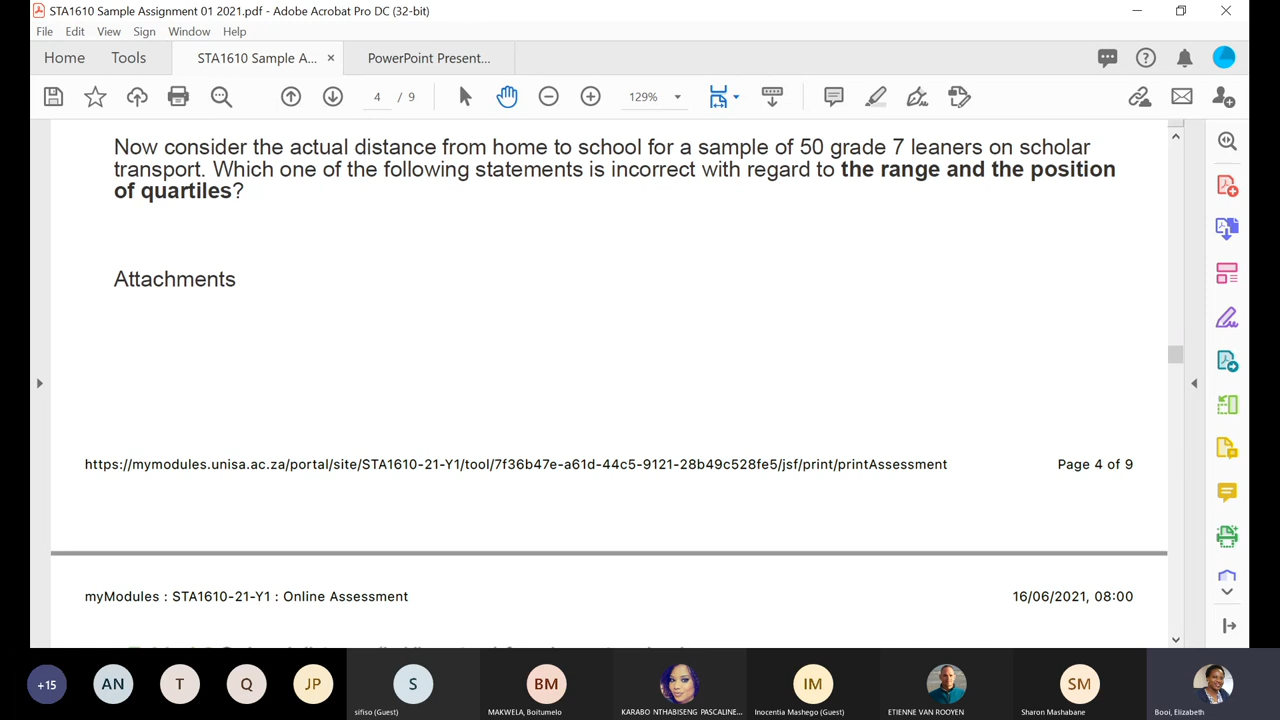 STA1610 Sample Assignment 01 2021.pdf - Adobe Acrobat Pro DC (32-bit)
File Edit View Sign Window Help
Home Tools STA1610 Sample A... × PowerPoint Present...
4 / 9 129%
Now consider the actual distance from home to school for a sample of 50 grade 7 leaners on scholar
transport. Which one of the following statements is incorrect with regard to the range and the position
of quartiles?
Attachments
https://mymodules.unisa.ac.za/portal/site/STA1610-21-Y1/tool/7f36b47e-a61d-44c5-9121-28b49c528fe5/jsf/print/printAssessment Page 4 of 9
myModules : STA1610-21-Y1 : Online Assessment 16/06/2021, 08:00
+15 AN T Q JP S BM IM SM
sifiso (Guest) MAKWELA, Boitumelo KARABO NTHABISENG PASCALINE... Inocentia Mashego (Guest) ETIENNE VAN ROOYEN Sharon Mashabane Booi, Elizabeth